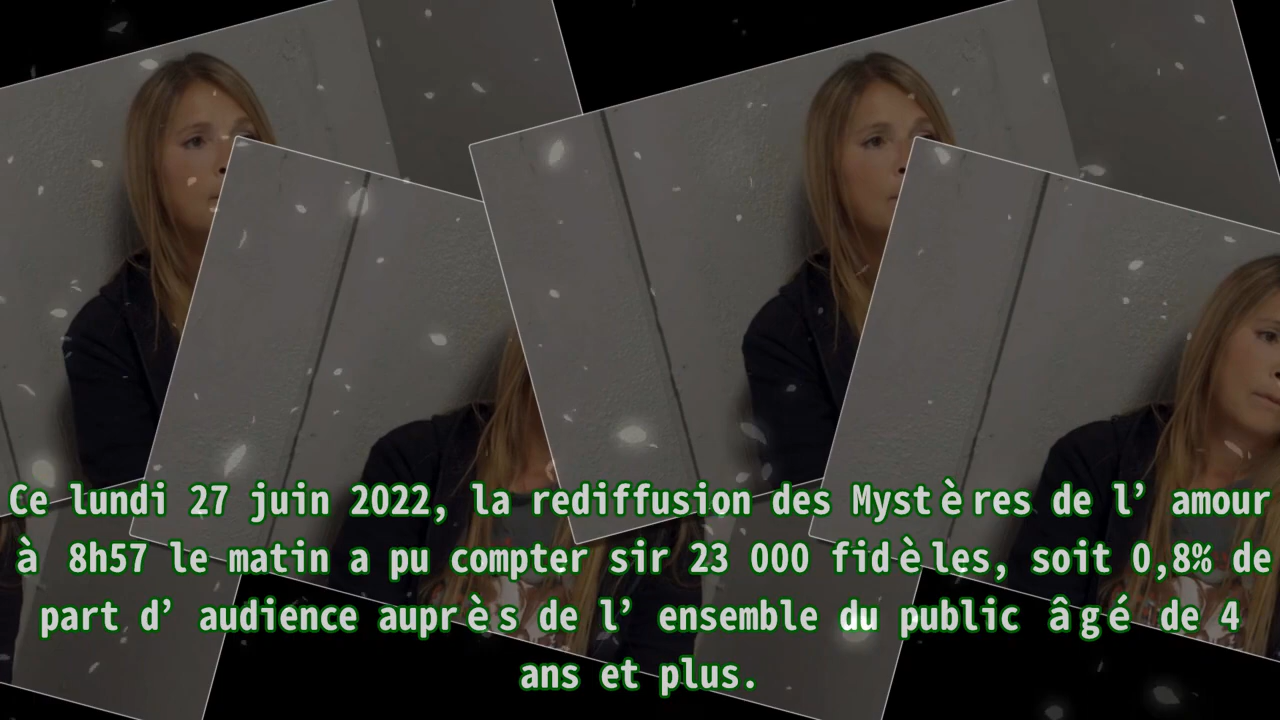 Ce lundi 27 juin 2022, la rediffusion des Mystères de l’ amour
à 8h57 le matin a pu compter sir 23 000 fidèles, soit 0,8% de
part d’ audience auprès de l’ ensemble du public âgé de 4
ans et plus.